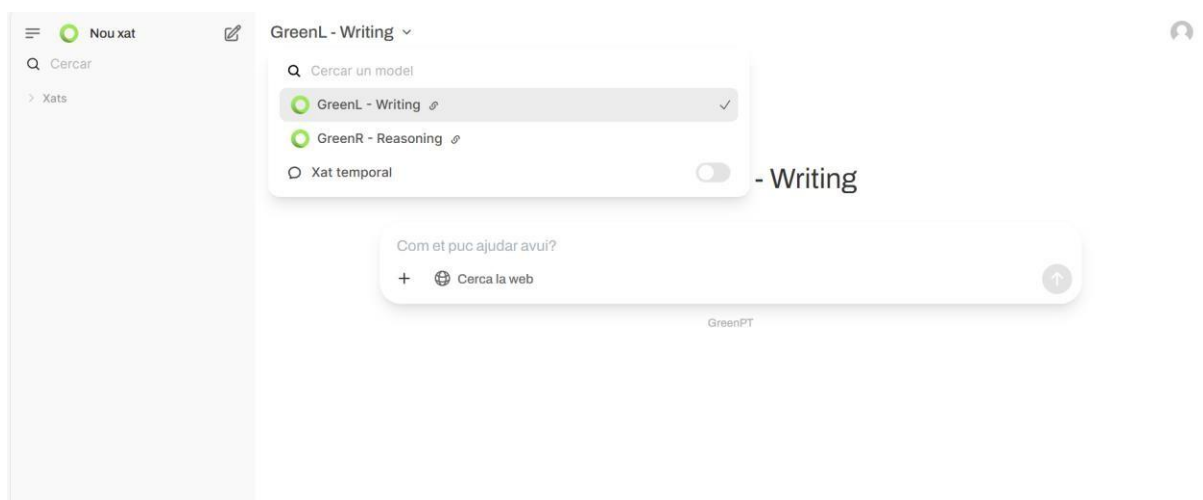 Nou xat
Cercar
Xats
GreenL - Writing
Cercar un model
GreenL - Writing
GreenR - Reasoning
Xat temporal
- Writing
Com et puc ajudar avui?
Cerca la web
GreenPT